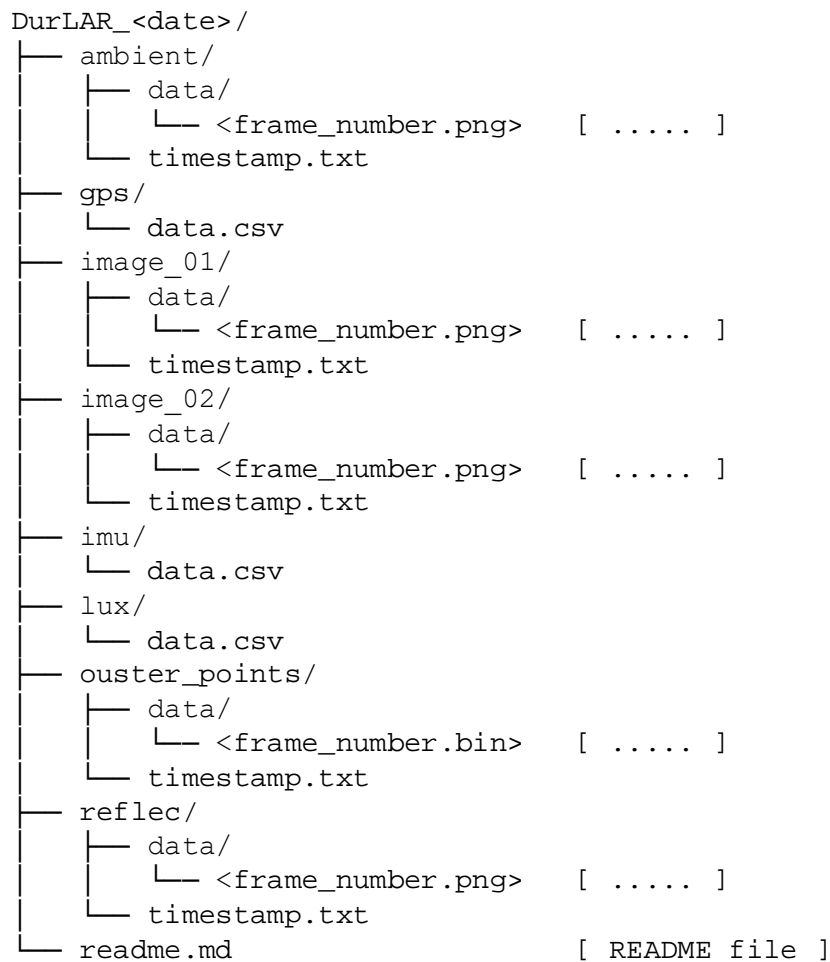 DurLAR_<date>/
├── ambient/
│   ├── data/
│   │   └── <frame_number.png>   [ ..... ]
│   └── timestamp.txt
├── gps/
│   └── data.csv
├── image_01/
│   ├── data/
│   │   └── <frame_number.png>   [ ..... ]
│   └── timestamp.txt
├── image_02/
│   ├── data/
│   │   └── <frame_number.png>   [ ..... ]
│   └── timestamp.txt
├── imu/
│   └── data.csv
├── lux/
│   └── data.csv
├── ouster_points/
│   ├── data/
│   │   └── <frame_number.bin>   [ ..... ]
│   └── timestamp.txt
├── reflec/
│   ├── data/
│   │   └── <frame_number.png>   [ ..... ]
│   └── timestamp.txt
└── readme.md                    [ README file ]